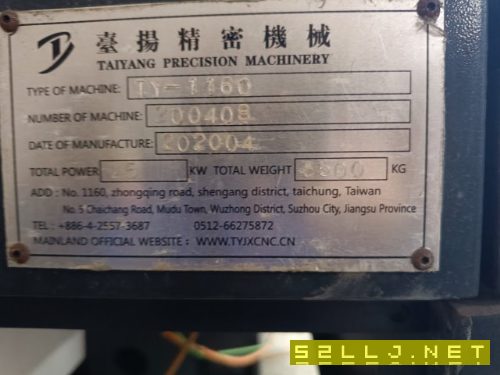 臺揚精密機械
TAIYANG PRECISION MACHINERY
TYPE OF MACHINE: TY-1160
NUMBER OF MACHINE: 200408
DATE OF MANUFACTURE: 202004
TOTAL POWER 25 KW TOTAL WEIGHT KG
ADD : No. 1160, zhongqing road, shengang district, taichung, Taiwan
No. 5 Chaichang Road, Mudu Town, Wuzhong District, Suzhou City, Jiangsu Province
TEL : +886-4-2557-3687 0512-66275872
MAINLAND OFFICIAL WEBSITE : WWW.TYJXCNC.CN
52LLJ.NET